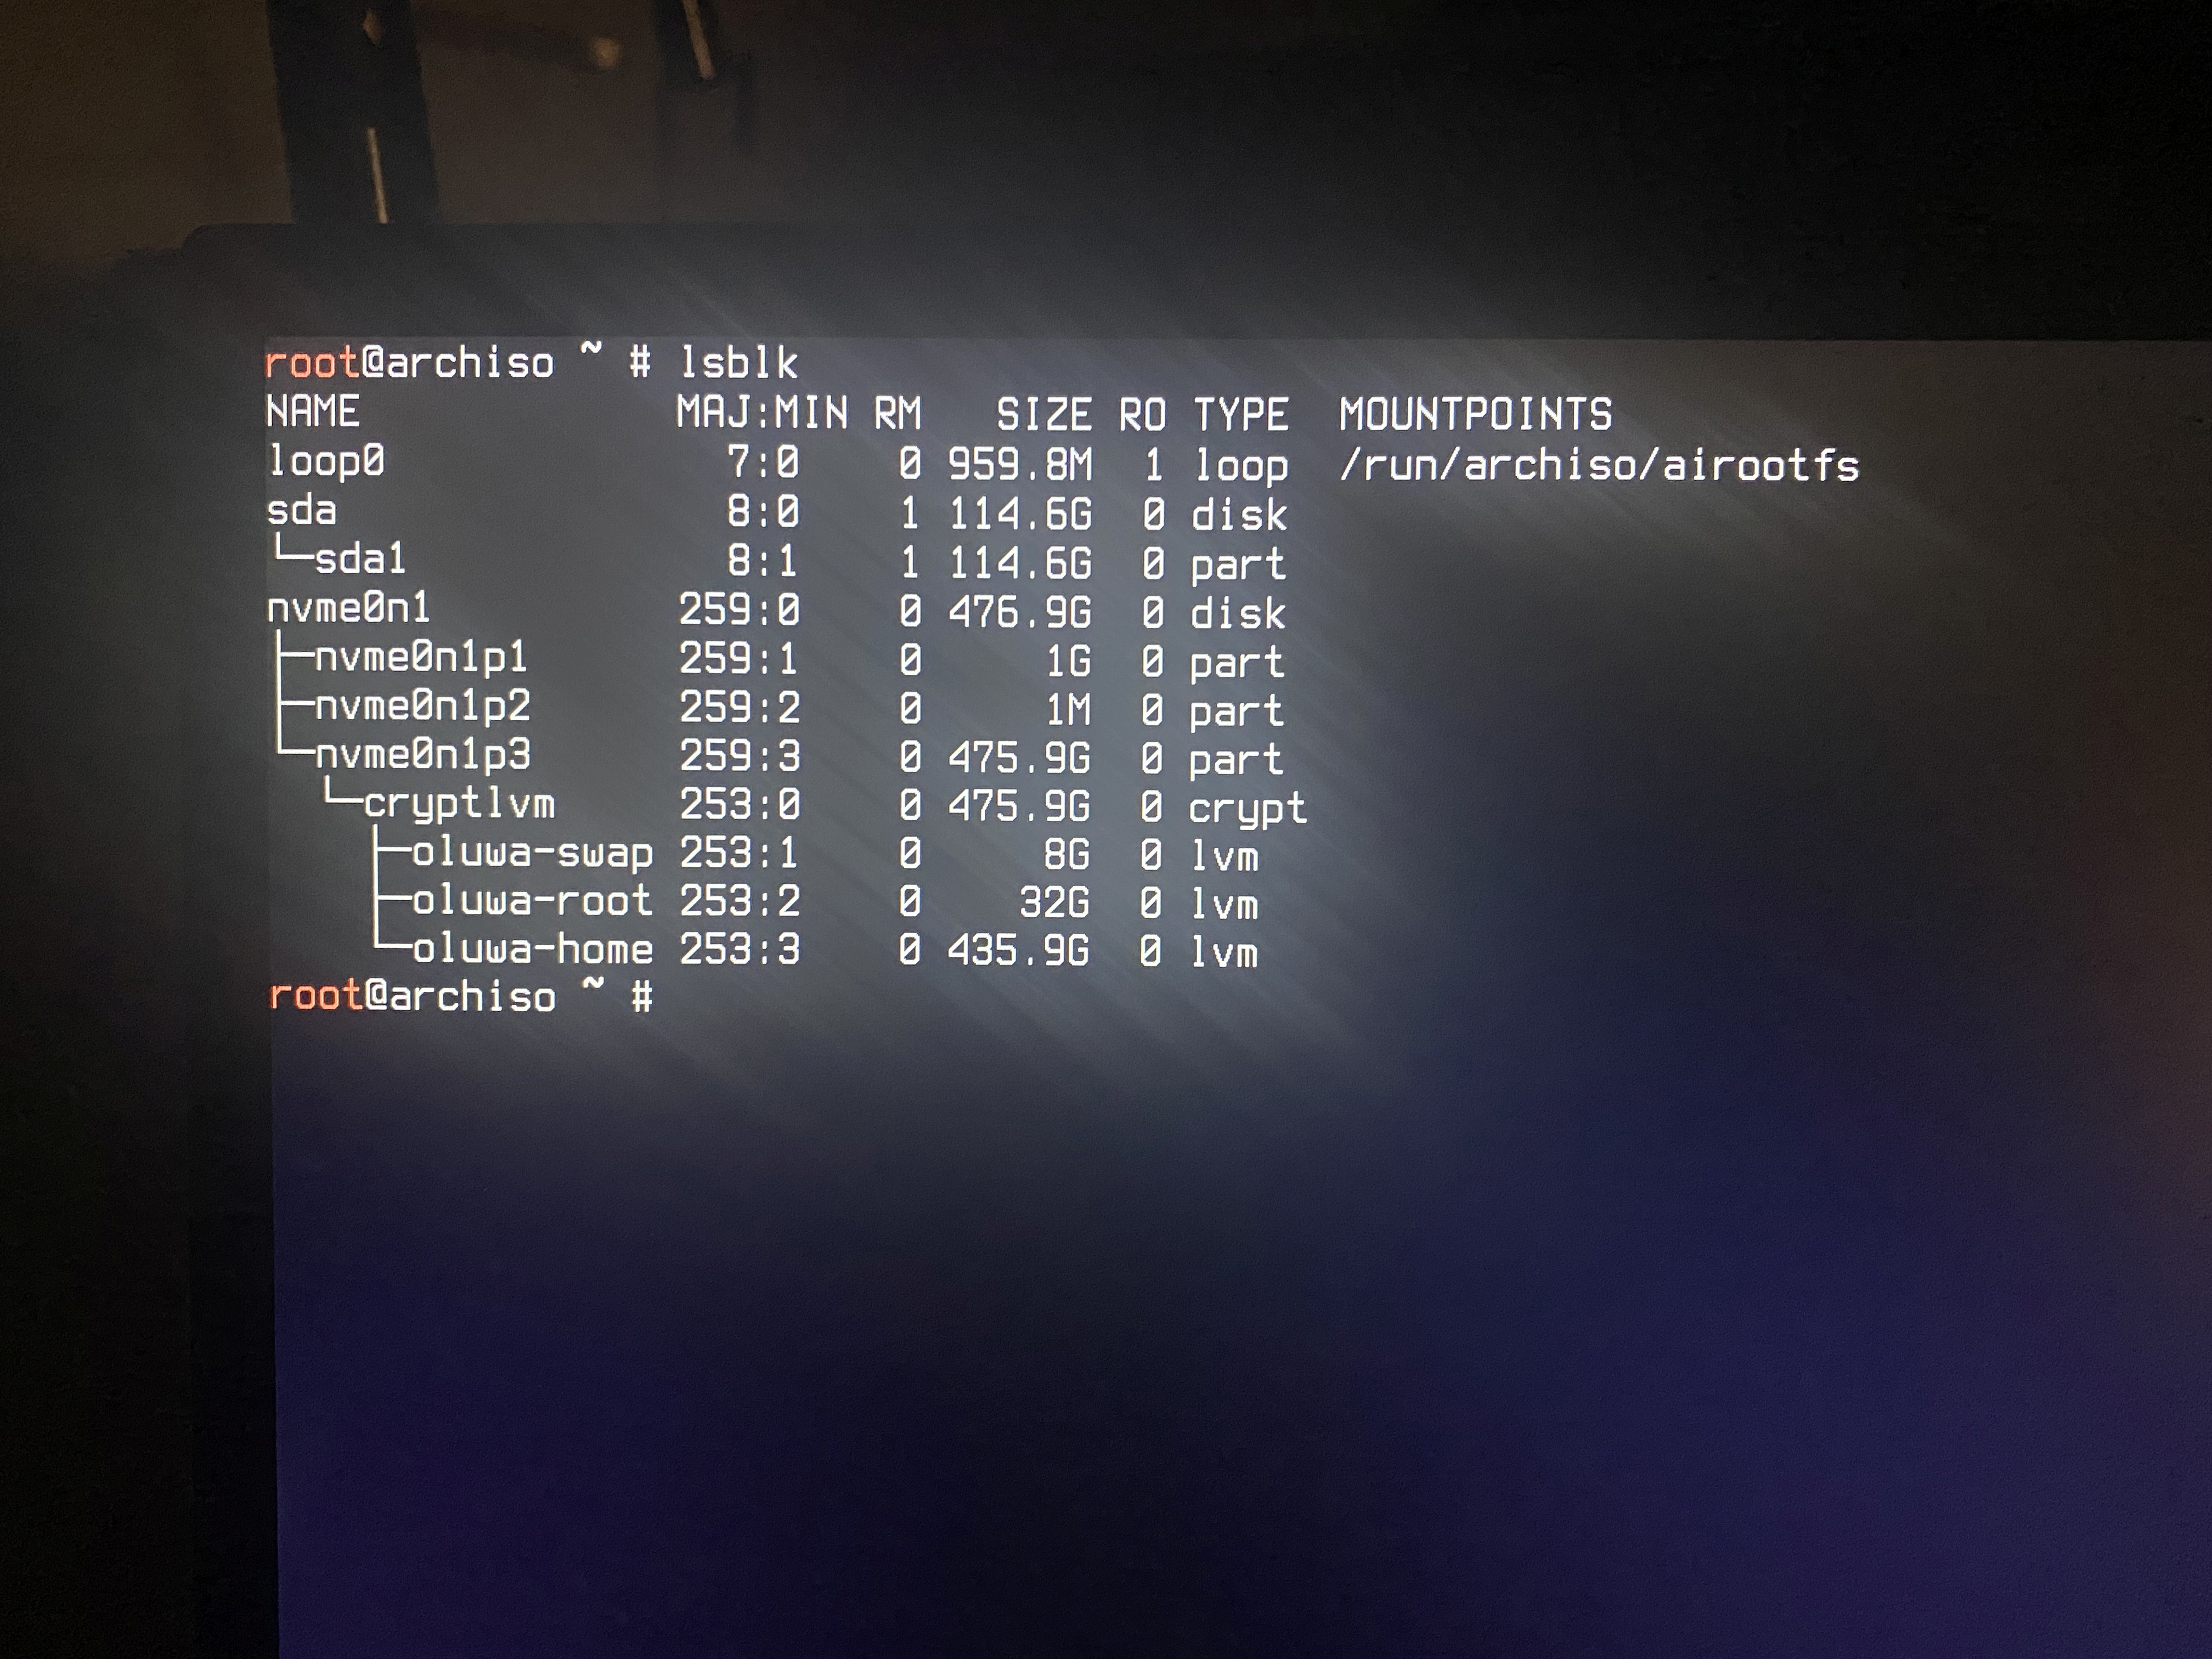 root@archiso ~ # lsblk
NAME              MAJ:MIN RM   SIZE RO TYPE  MOUNTPOINTS
loop0               7:0    0 959.8M  1 loop  /run/archiso/airootfs
sda                 8:0    1 114.6G  0 disk
└─sda1              8:1    1 114.6G  0 part
nvme0n1           259:0    0 476.9G  0 disk
├─nvme0n1p1       259:1    0     1G  0 part
├─nvme0n1p2       259:2    0     1M  0 part
└─nvme0n1p3       259:3    0 475.9G  0 part
  └─cryptlvm      253:0    0 475.9G  0 crypt
    ├─oluwa-swap  253:1    0     8G  0 lvm
    ├─oluwa-root  253:2    0    32G  0 lvm
    └─oluwa-home  253:3    0 435.9G  0 lvm
root@archiso ~ #